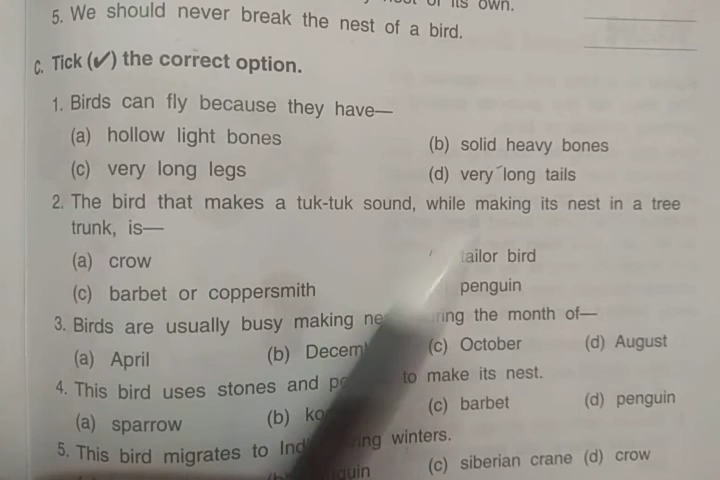 its own.
5. We should never break the nest of a bird.
C. Tick (✓) the correct option.
1. Birds can fly because they have—
(a) hollow light bones (b) solid heavy bones
(c) very long legs (d) very long tails
2. The bird that makes a tuk-tuk sound, while making its nest in a tree
trunk, is—
(a) crow tailor bird
(c) barbet or coppersmith penguin
3. Birds are usually busy making the month of—
(a) April (b) (c) October (d) August
4. This bird uses stones and to make its nest.
(a) sparrow (b) (c) barbet (d) penguin
5. This bird migrates to winters.
(c) siberian crane (d) crow